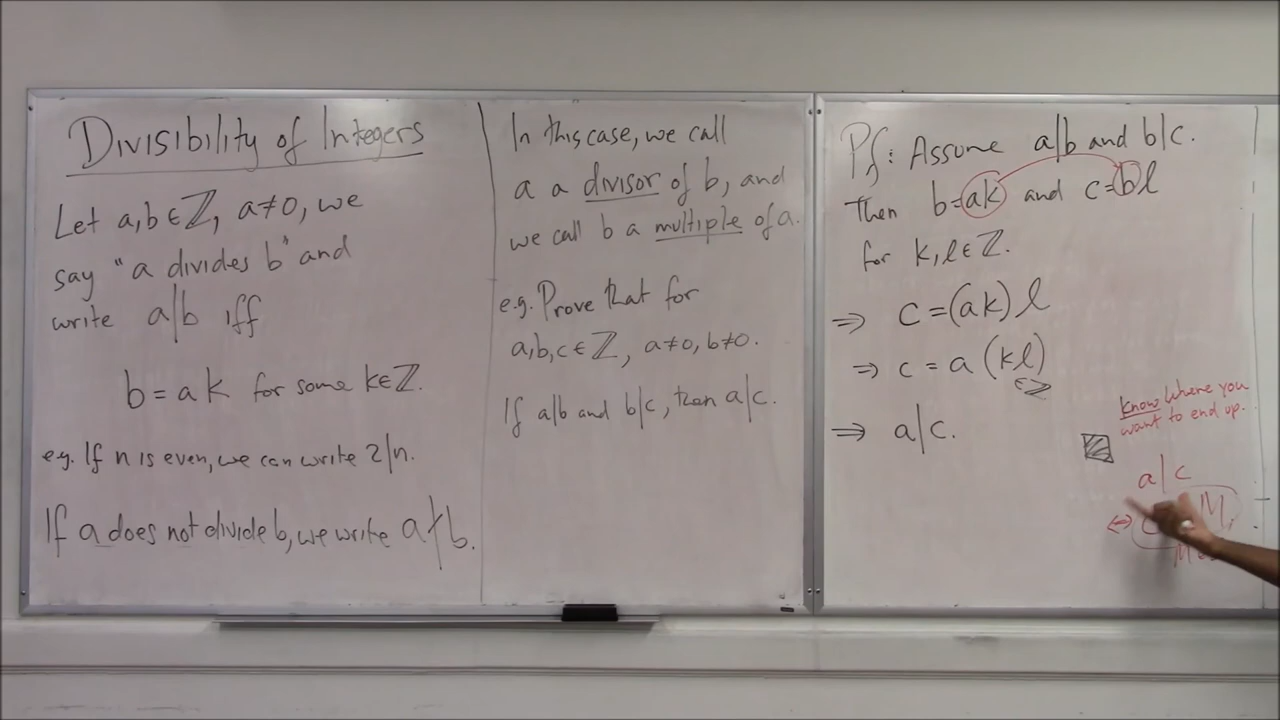 Divisibility of Integers
Let a,b∈ℤ, a≠0, we
say "a divides b" and
write a|b iff
b = ak for some k∈ℤ.
e.g. If n is even, we can write 2|n.
If a does not divide b, we write a∤b.
In this case, we call
a a divisor of b, and
we call b a multiple of a.
e.g. Prove that for
a,b,c∈ℤ, a≠0, b≠0.
If a|b and b|c, then a|c.
Pf: Assume a|b and b|c.
Then b=ak and c=bl
for k,l∈ℤ.
⇒ c=(ak)l
⇒ c = a(kl)
∈ℤ
⇒ a|c.
Know where you
want to end up.
a|c
⇔ M,